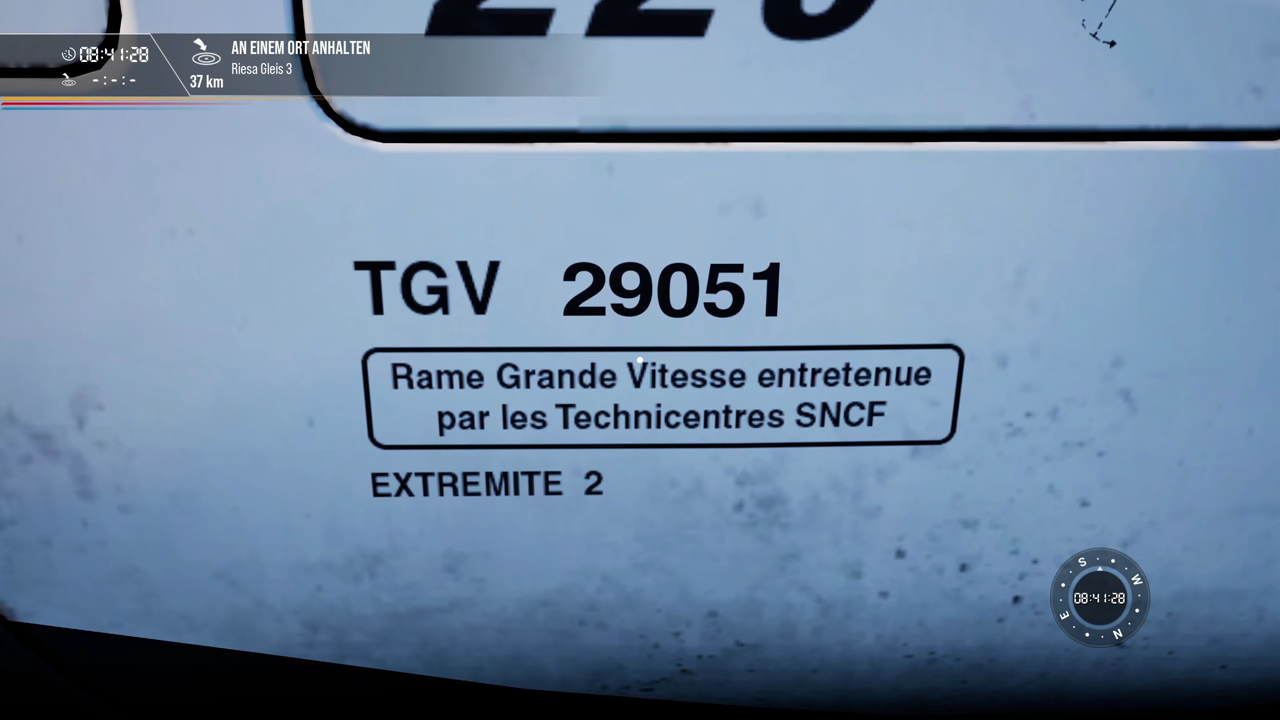 220
08:41:28
AN EINEM ORT ANHALTEN
Riesa Gleis 3
-:-:-
37 km
TGV 29051
Rame Grande Vitesse entretenue
par les Technicentres SNCF
EXTREMITE 2
S
W
08:41:28
E
N